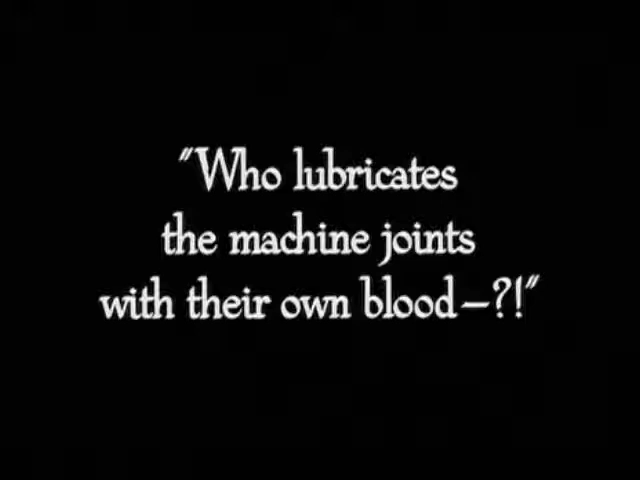 "Who lubricates
the machine joints
with their own blood—?!"